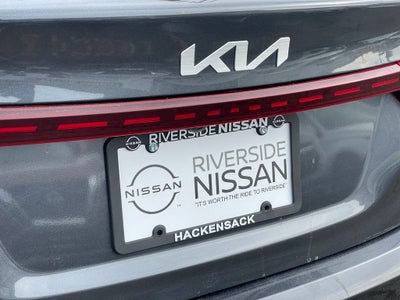 KIA
RIVERSIDE NISSAN
NISSAN
RIVERSIDE
NISSAN
"IT'S WORTH THE RIDE TO RIVERSIDE"
HACKENSACK